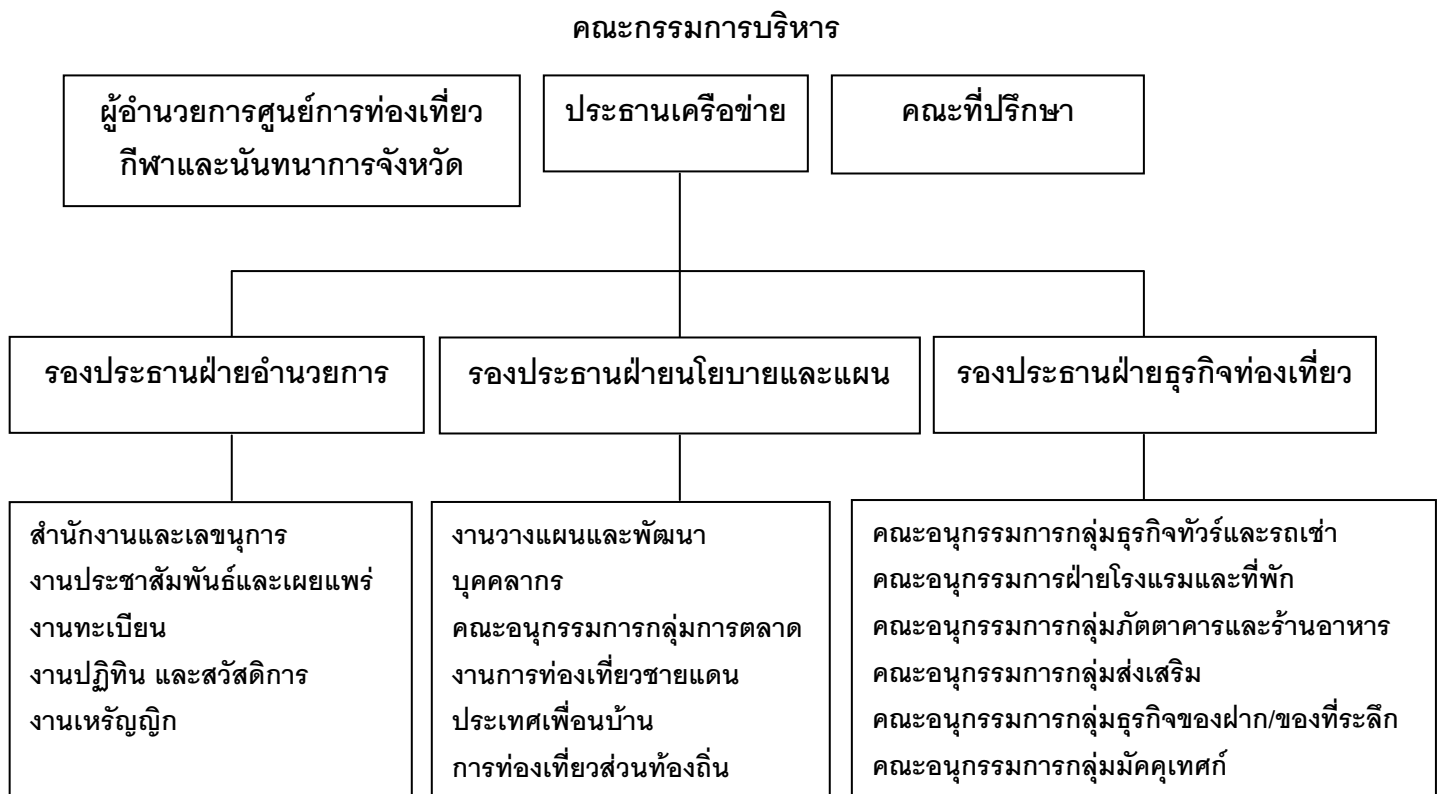 คณะกรรมการบริหาร
ผู้อำนวยการศูนย์การท่องเที่ยว
กีฬาและนันทนาการจังหวัด
ประธานเครือข่าย
คณะที่ปรึกษา
รองประธานฝ่ายอำนวยการ
รองประธานฝ่ายนโยบายและแผน
รองประธานฝ่ายธุรกิจท่องเที่ยว
สำนักงานและเลขนุการ
งานประชาสัมพันธ์และเผยแพร่
งานทะเบียน
งานปฏิทิน และสวัสดิการ
งานเหรัญญิก
งานวางแผนและพัฒนา
บุคคลากร
คณะอนุกรรมการกลุ่มการตลาด
งานการท่องเที่ยวชายแดน
ประเทศเพื่อนบ้าน
การท่องเที่ยวส่วนท้องถิ่น
คณะอนุกรรมการกลุ่มธุรกิจทัวร์และรถเช่า
คณะอนุกรรมการฝ่ายโรงแรมและที่พัก
คณะอนุกรรมการกลุ่มภัตตาคารและร้านอาหาร
คณะอนุกรรมการกลุ่มส่งเสริม
คณะอนุกรรมการกลุ่มธุรกิจของฝาก/ของที่ระลึก
คณะอนุกรรมการกลุ่มมัคคุเทศก์